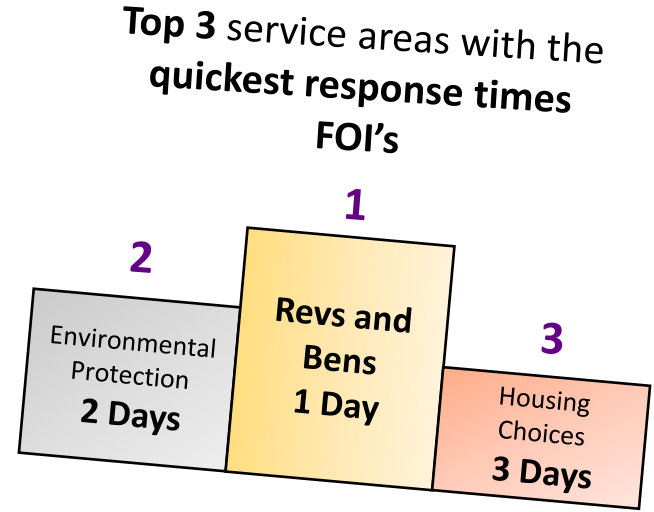 Top 3 service areas with the
quickest response times
FOI’s
1
2
3
Revs and
Bens
1 Day
Environmental
Protection
2 Days
Housing
Choices
3 Days